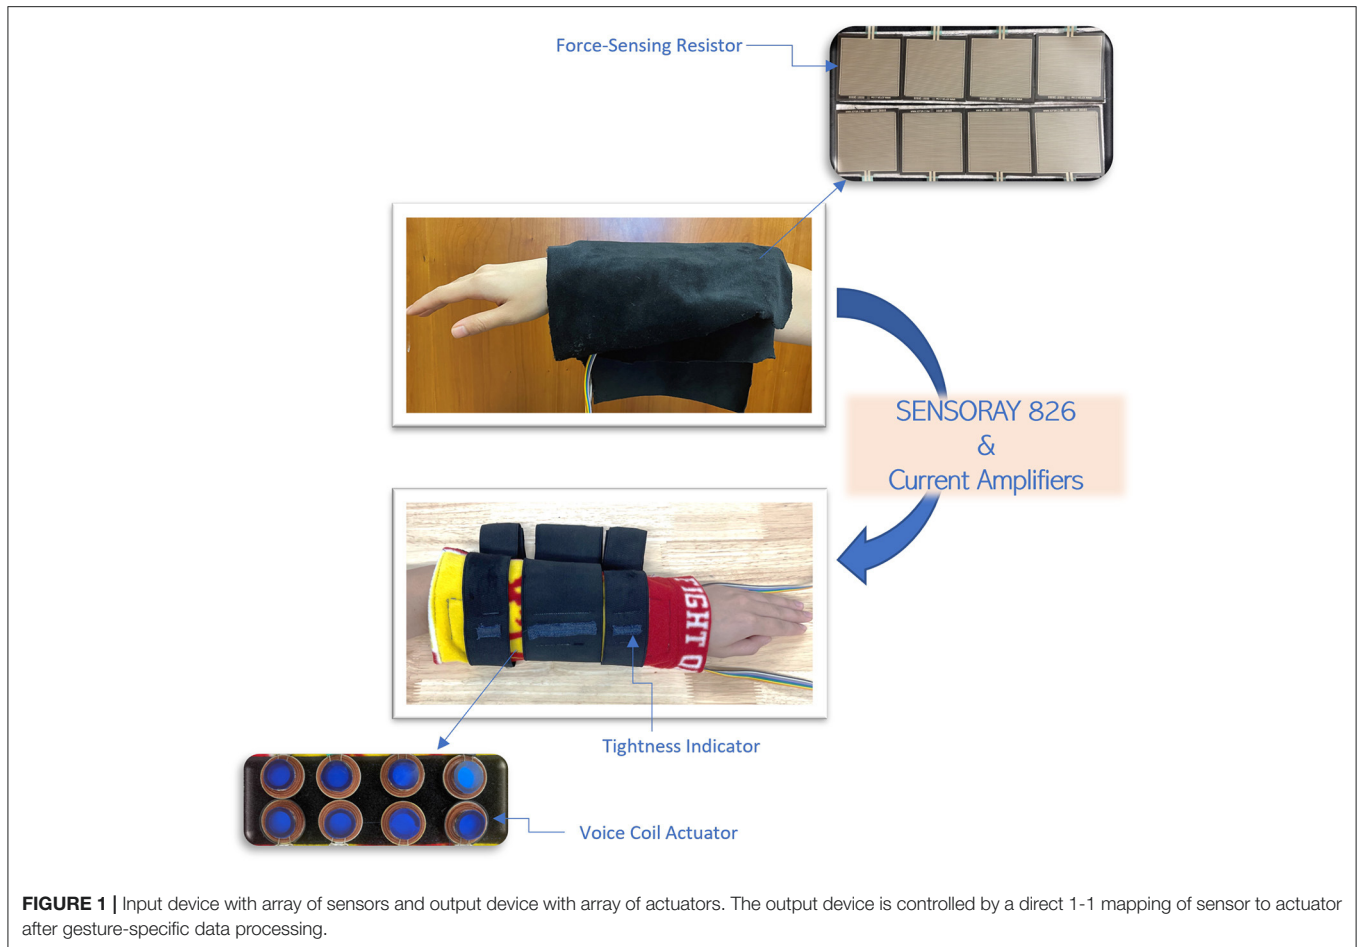 Force-Sensing Resistor
SENSORAY 826
&
Current Amplifiers
FIGHT O
Tightness Indicator
Voice Coil Actuator
FIGURE 1 | Input device with array of sensors and output device with array of actuators. The output device is controlled by a direct 1-1 mapping of sensor to actuator
after gesture-specific data processing.